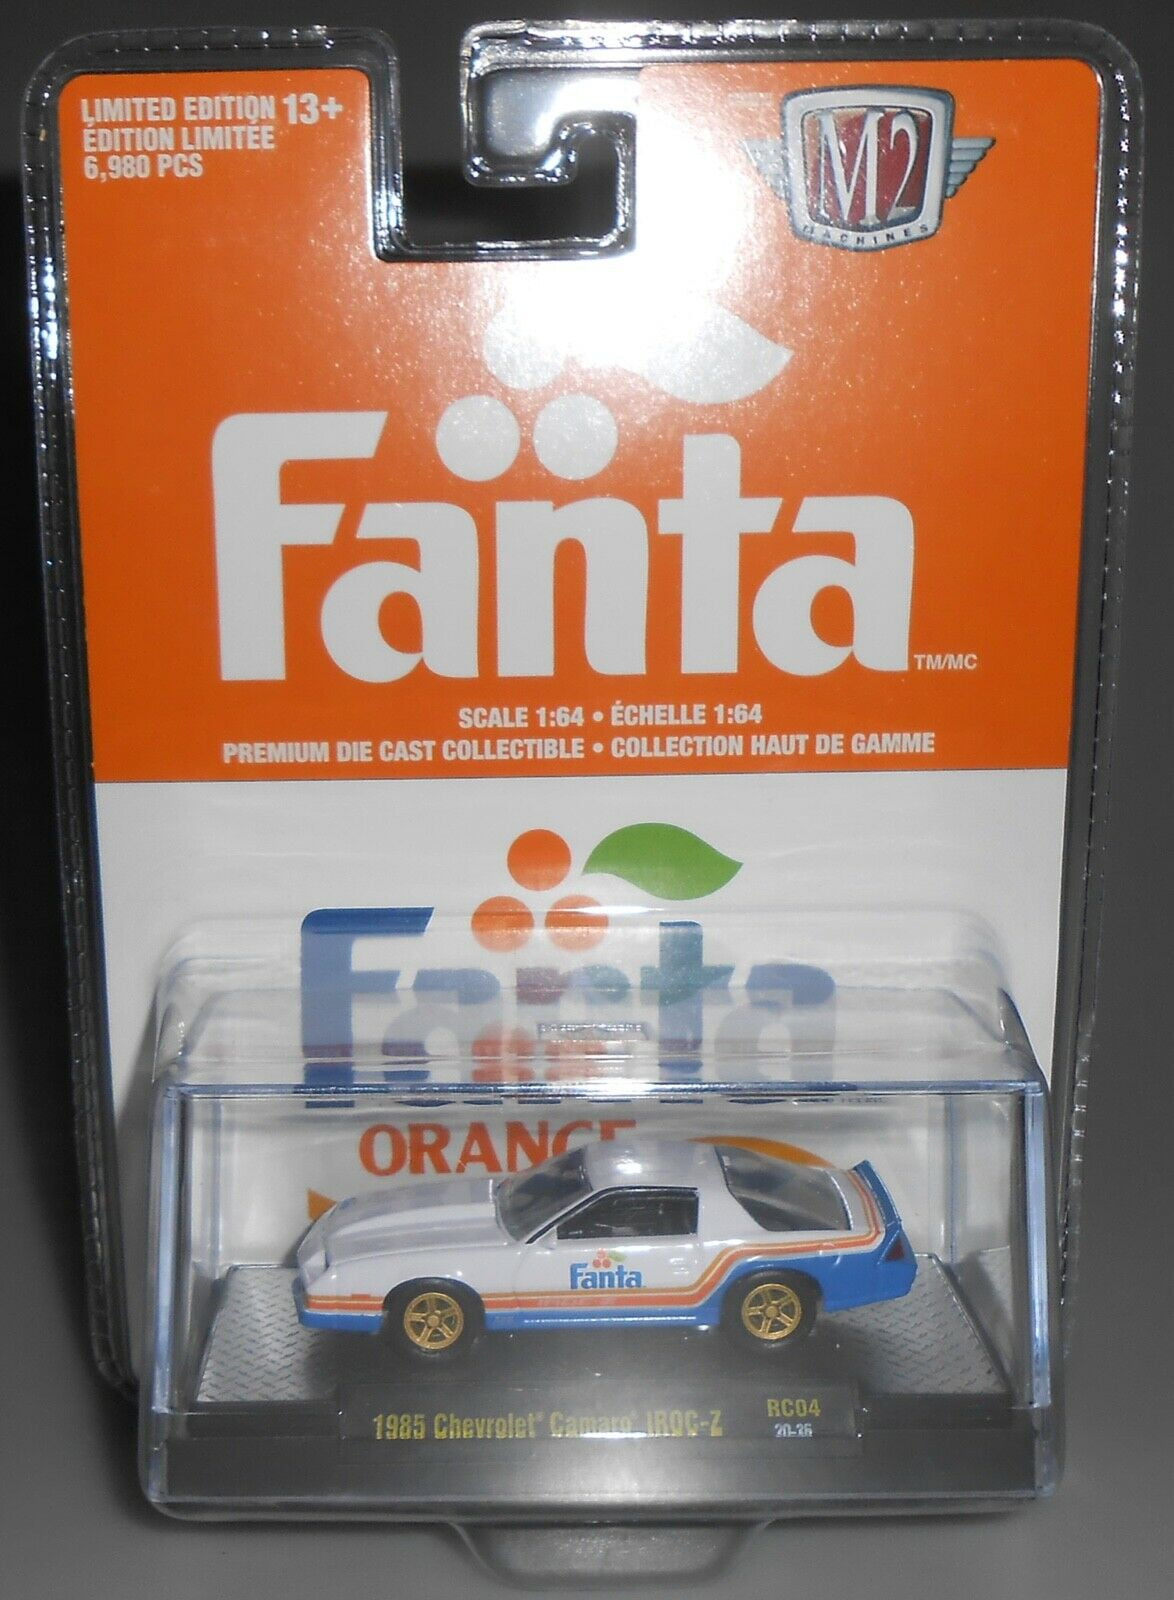 LIMITED EDITION 13+
ÉDITION LIMITÉE
6,980 PCS
M2
MACHINES
Fanta
TM/MC
SCALE 1:64 • ÉCHELLE 1:64
PREMIUM DIE CAST COLLECTIBLE • COLLECTION HAUT DE GAMME
Fanta
ORANGE
Fanta
1985 Chevrolet® Camaro® IROC-Z
RC04
20-36